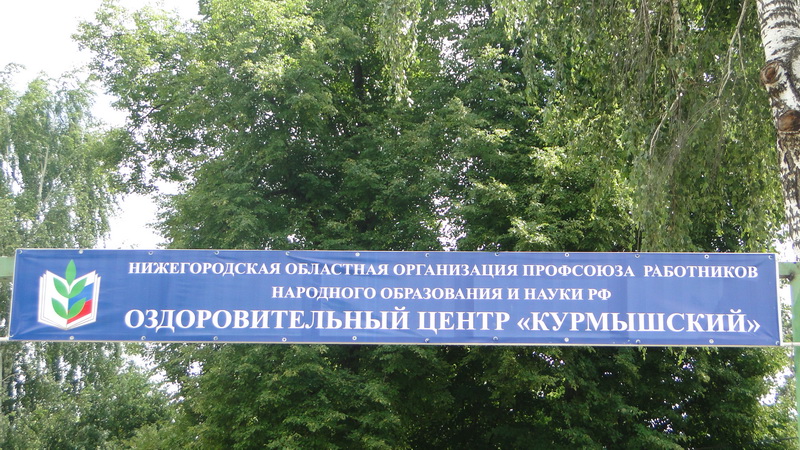 НИЖЕГОРОДСКАЯ ОБЛАСТНАЯ ОРГАНИЗАЦИЯ ПРОФСОЮЗА РАБОТНИКОВ
НАРОДНОГО ОБРАЗОВАНИЯ И НАУКИ РФ
ОЗДОРОВИТЕЛЬНЫЙ ЦЕНТР «КУРМЫШСКИЙ»